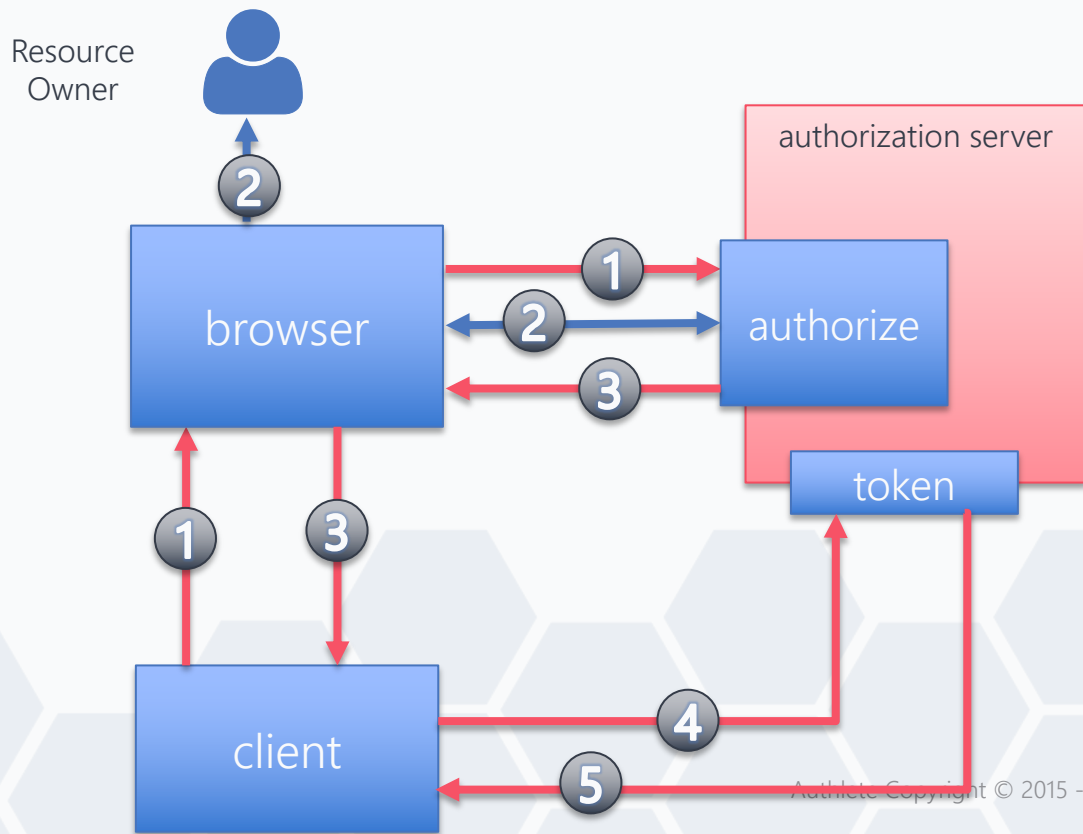 Resource
Owner
authorization server
2
1
browser
2
authorize
3
token
1
3
4
client
5
Authlete Copyright © 2015 -